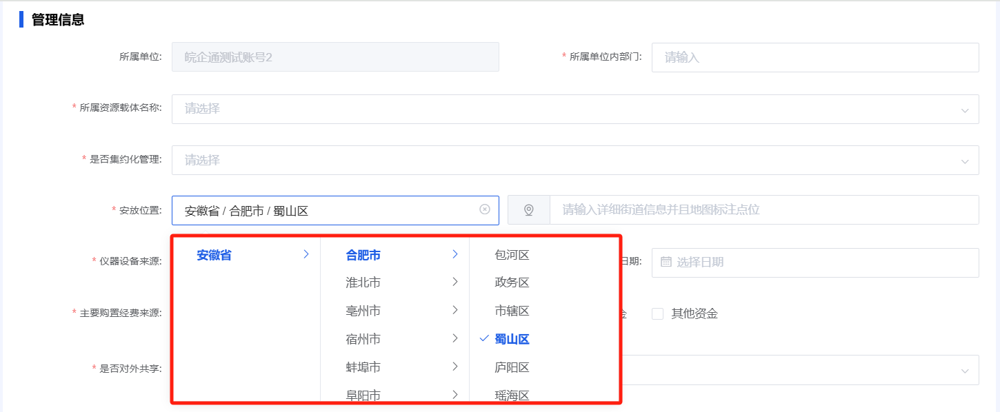 管理信息
所属单位: 皖企通测试账号2 * 所属单位内部门: 请输入
* 所属资源载体名称: 请选择
* 是否集约化管理: 请选择
* 安放位置: 安徽省 / 合肥市 / 蜀山区 请输入详细街道信息并且地图标注点位
安徽省 合肥市 包河区
* 仪器设备来源: 日期: 选择日期
淮北市 政务区
亳州市 市辖区
* 主要购置经费来源: 金 其他资金
宿州市 蜀山区
蚌埠市 庐阳区
* 是否对外共享:
阜阳市 瑶海区